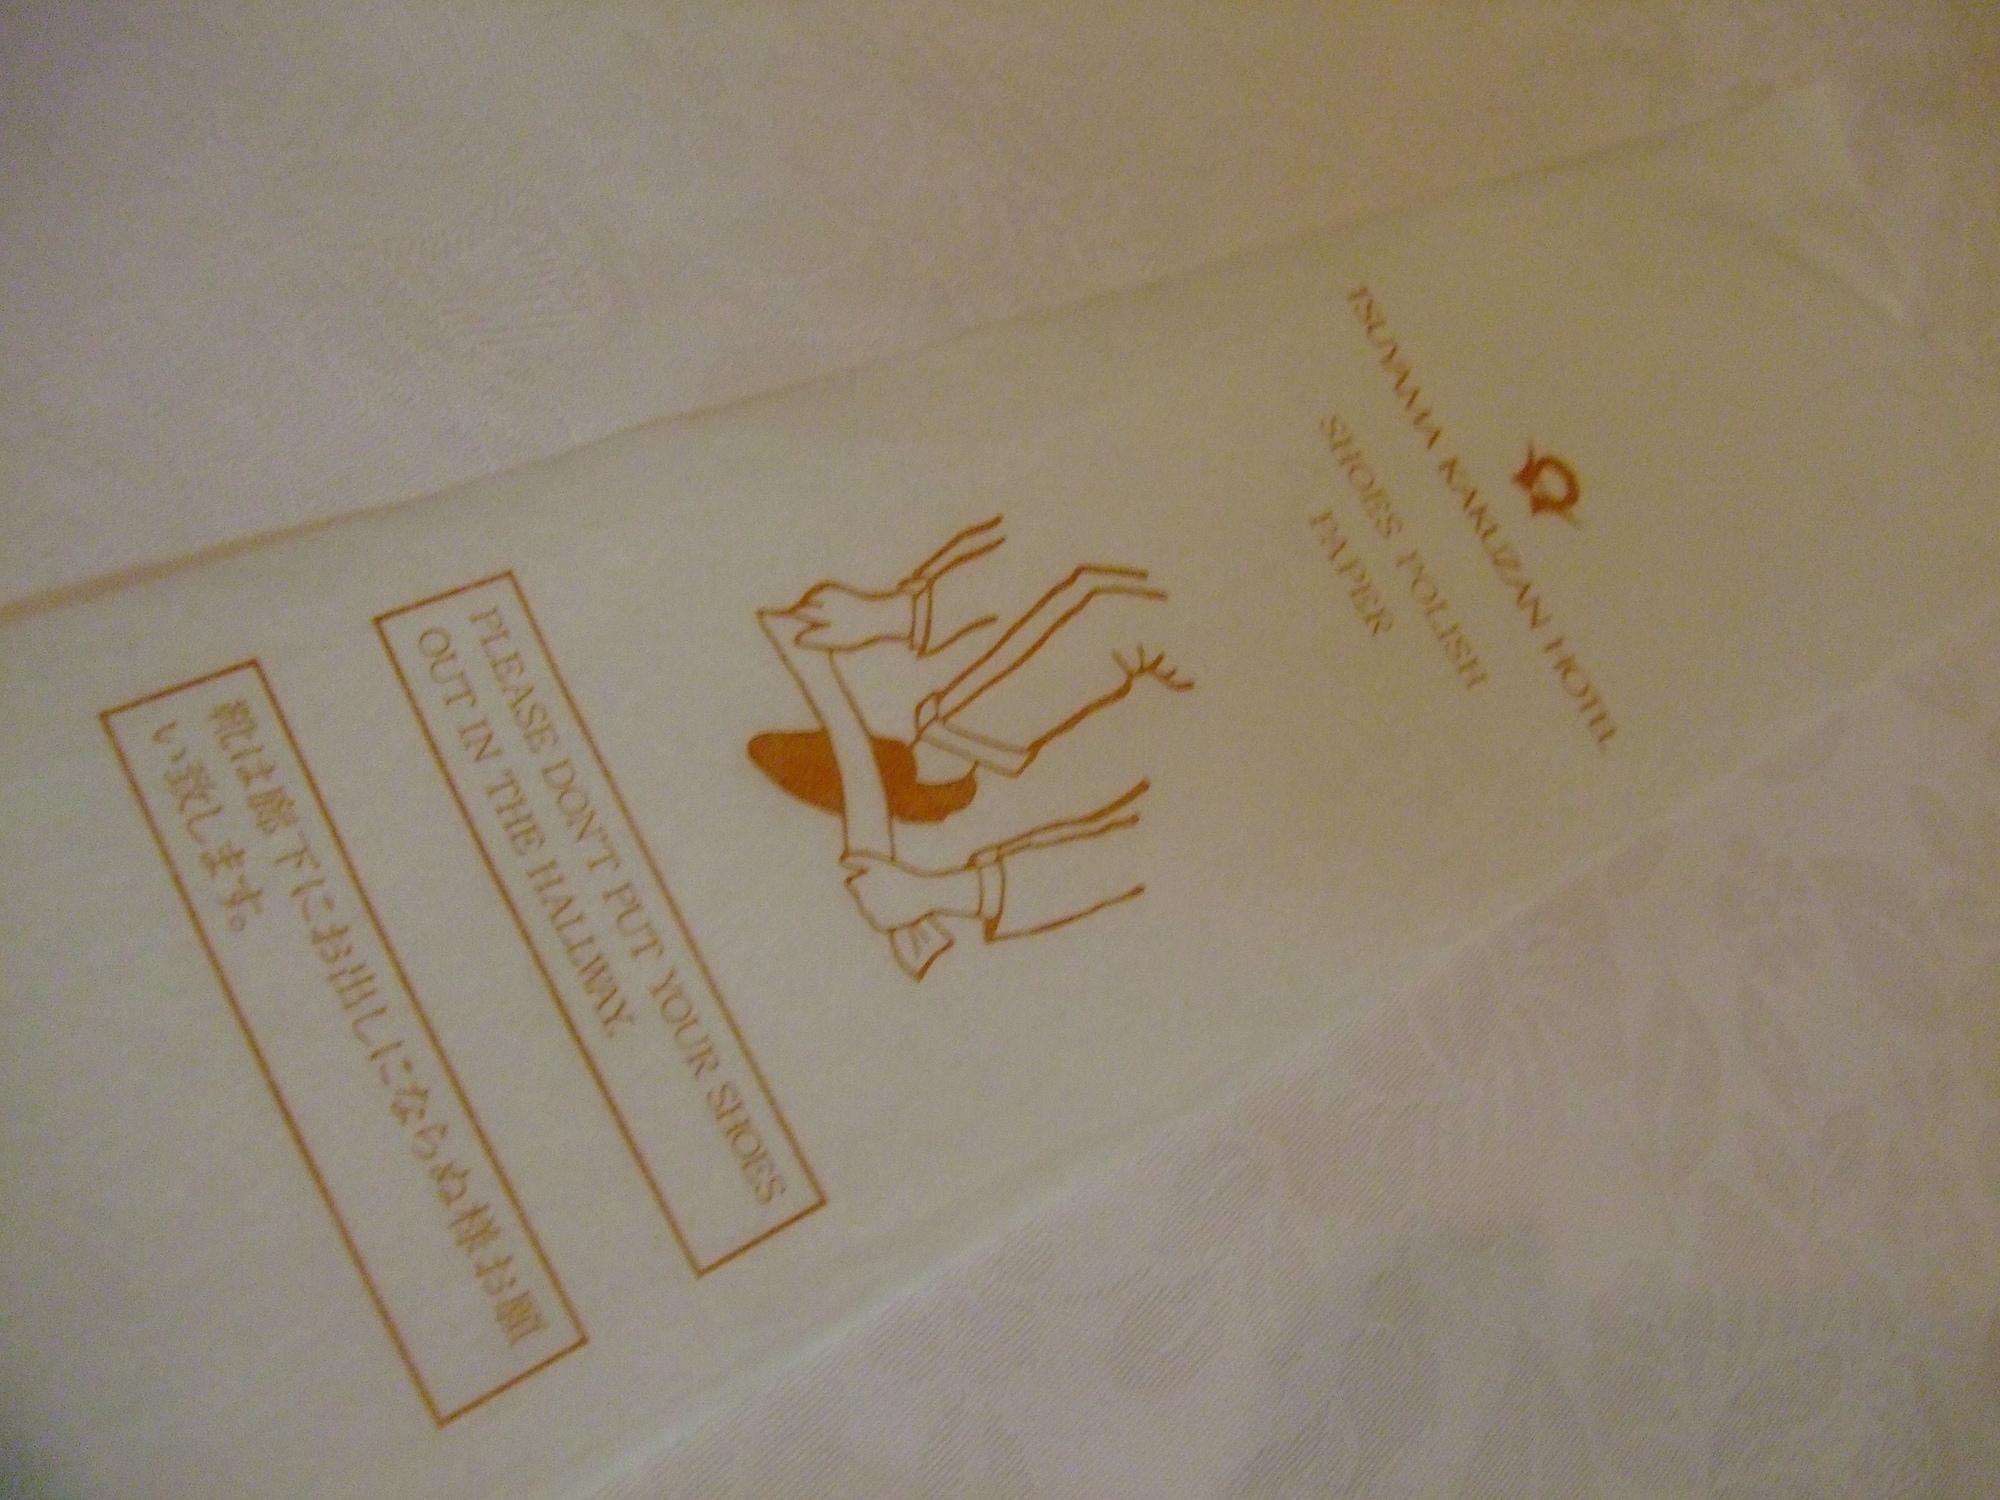 TSUYAMA KAKUZAN HOTEL
SHOES POLISH
PAPER
PLEASE DON'T PUT YOUR SHOES
OUT IN THE HALLWAY.
靴は廊下にお出しにならぬ様お願
い致します。